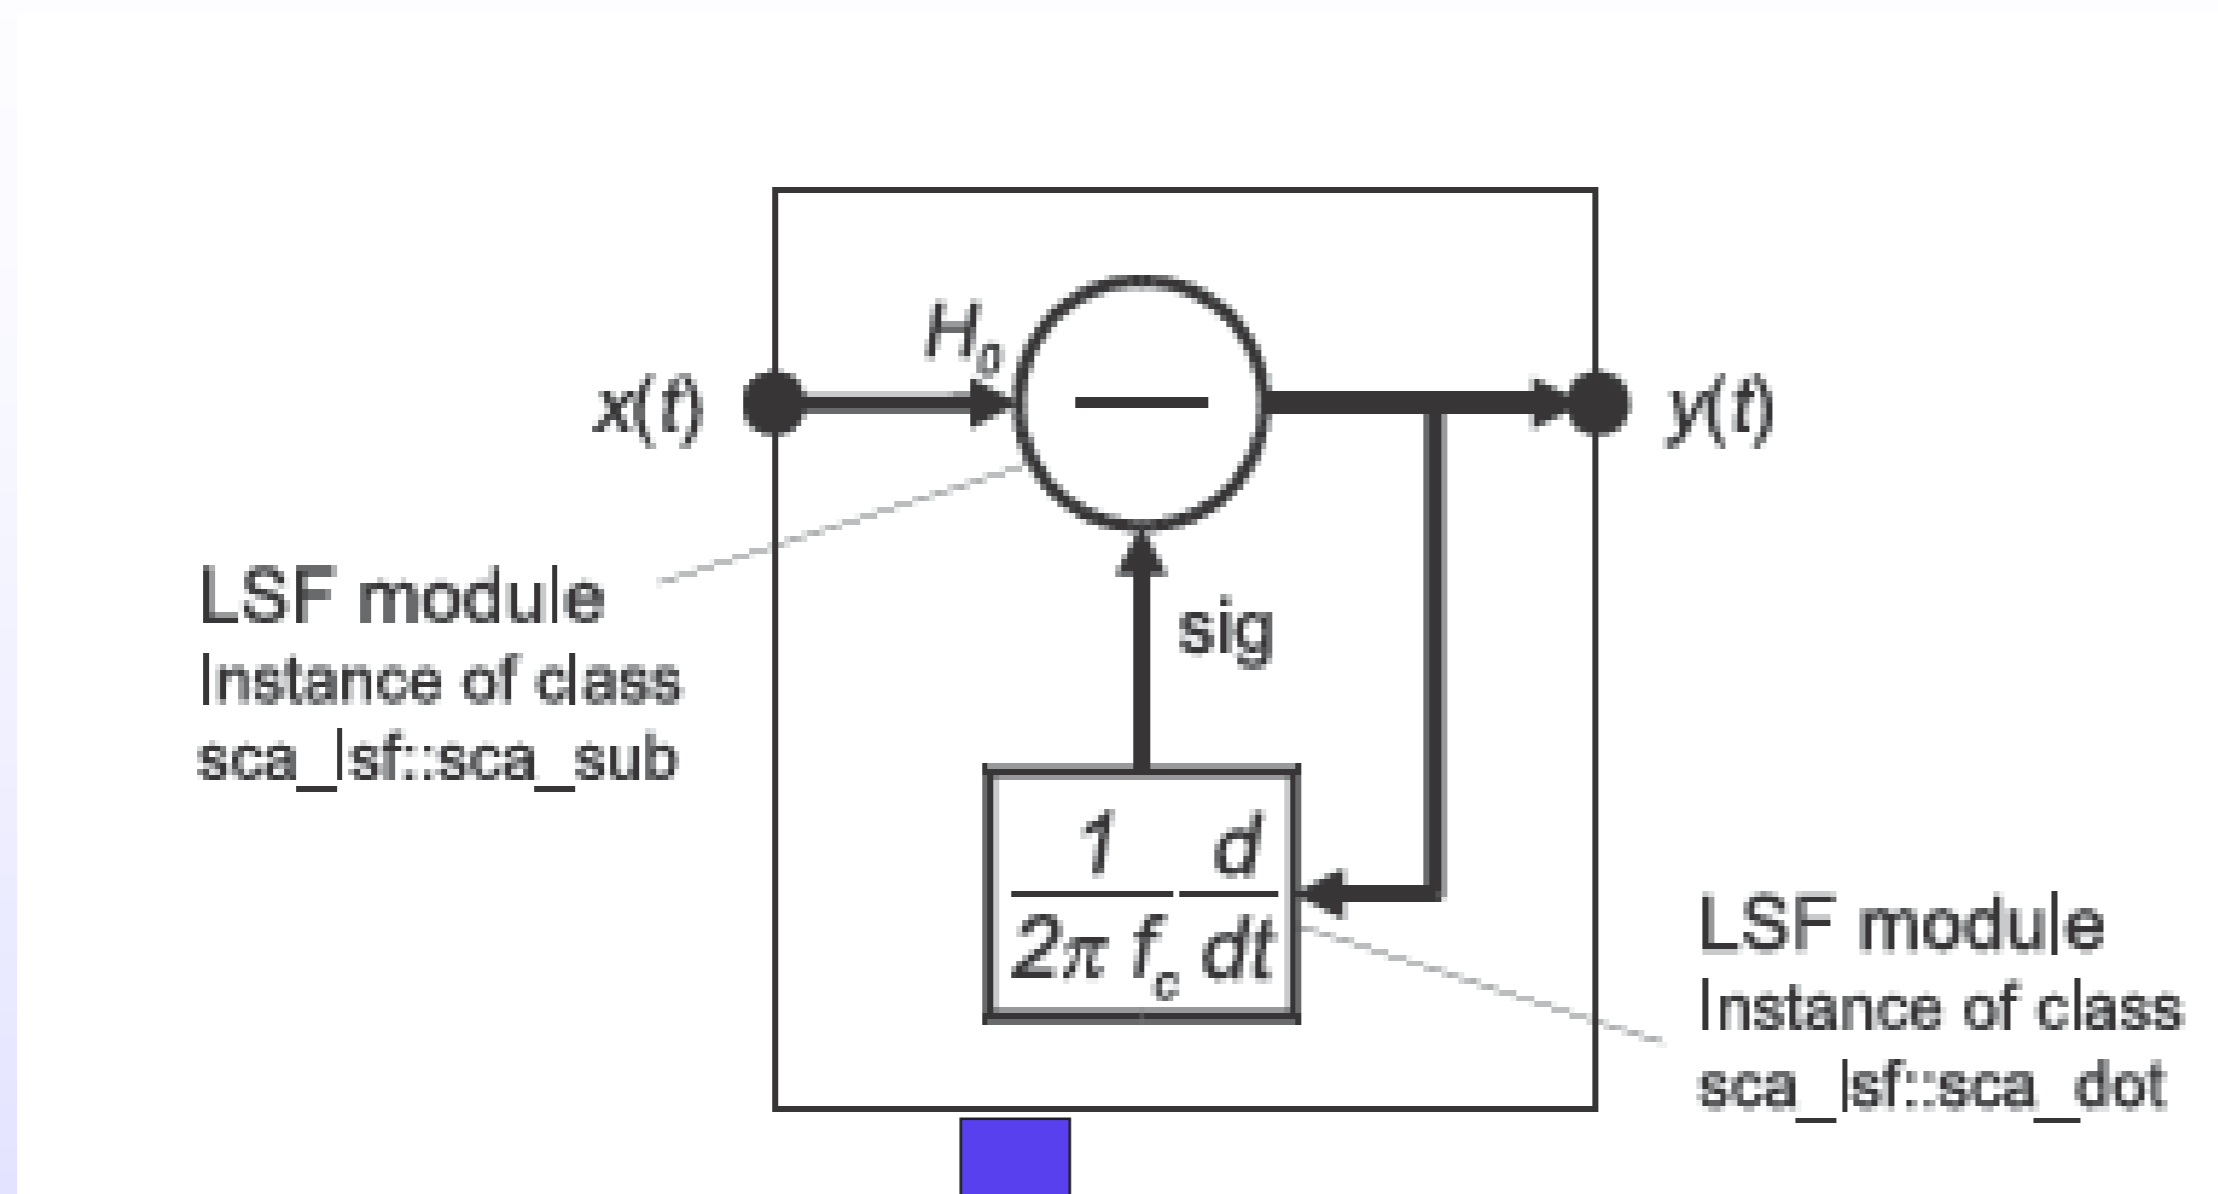 H₀
x(t)
y(t)
LSF module
Instance of class
sca_lsf::sca_sub
sig
1 d
2π f꜀ dt
LSF module
Instance of class
sca_lsf::sca_dot